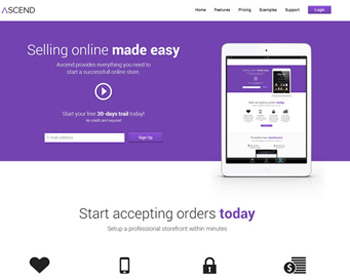 ASCEND
Home Features Pricing Examples Support Login
Selling online made easy
Ascend provides everything you need to
start a successfull online store.
Start your free 30-days trail today!
No credit card required!
E-mail address Sign Up
Start accepting orders today
Setup a professional storefront within minutes